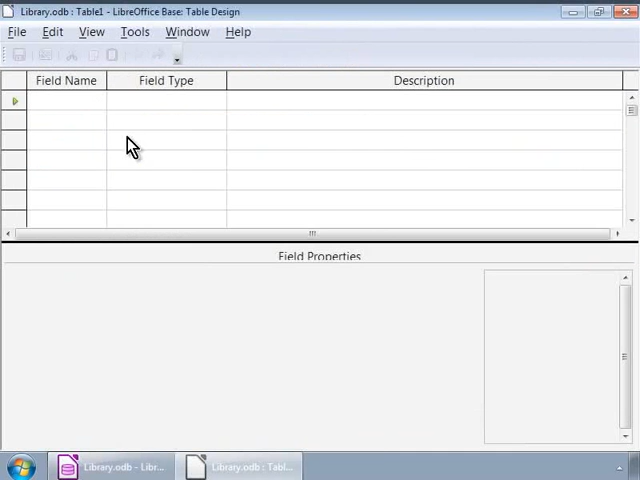 Library.odb : Table1 - LibreOffice Base: Table Design
File Edit View Tools Window Help
Field Name Field Type Description
Field Properties
Library.odb - Libr... Library.odb : Tabl...